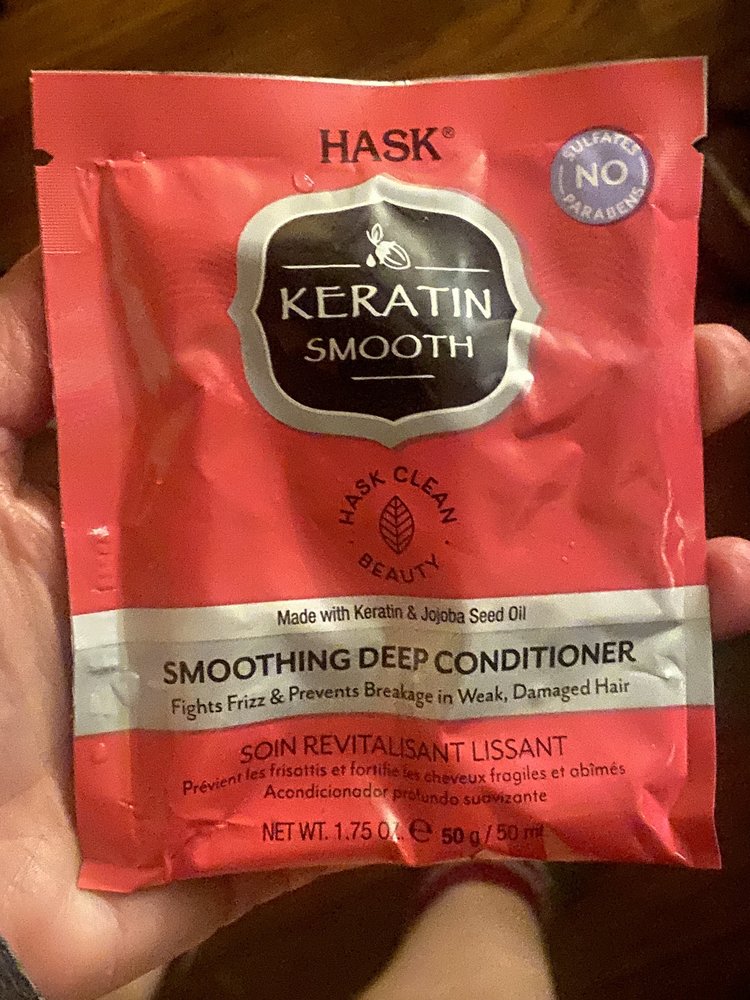 HASK®
SULFATES
NO
PARABENS
KERATIN
SMOOTH
HASK CLEAN
BEAUTY
Made with Keratin & Jojoba Seed Oil
SMOOTHING DEEP CONDITIONER
Fights Frizz & Prevents Breakage in Weak, Damaged Hair
SOIN REVITALISANT LISSANT
Prévient les frisottis et fortifie les cheveux fragiles et abîmés
Acondicionador profundo suavizante
NET WT. 1.75 OZ. ℮ 50 g / 50 ml